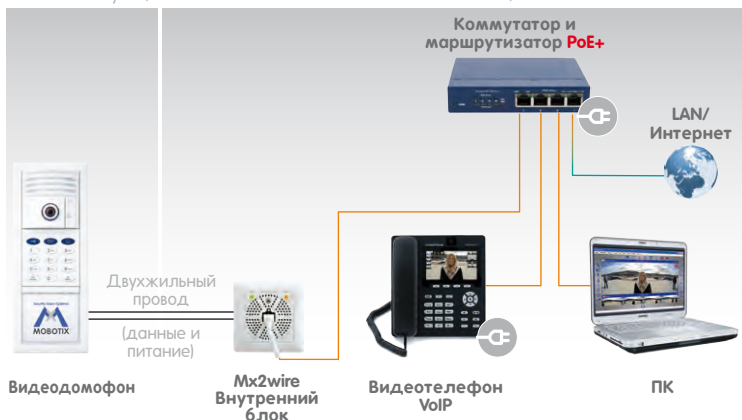 Коммутатор и
маршрутизатор PoE+
LAN/
Интернет
Двухжильный
провод
(данные и
питание)
MOBOTIX
Видеодомофон
Mx2wire
Внутренний
блок
Видеотелефон
VoIP
ПК